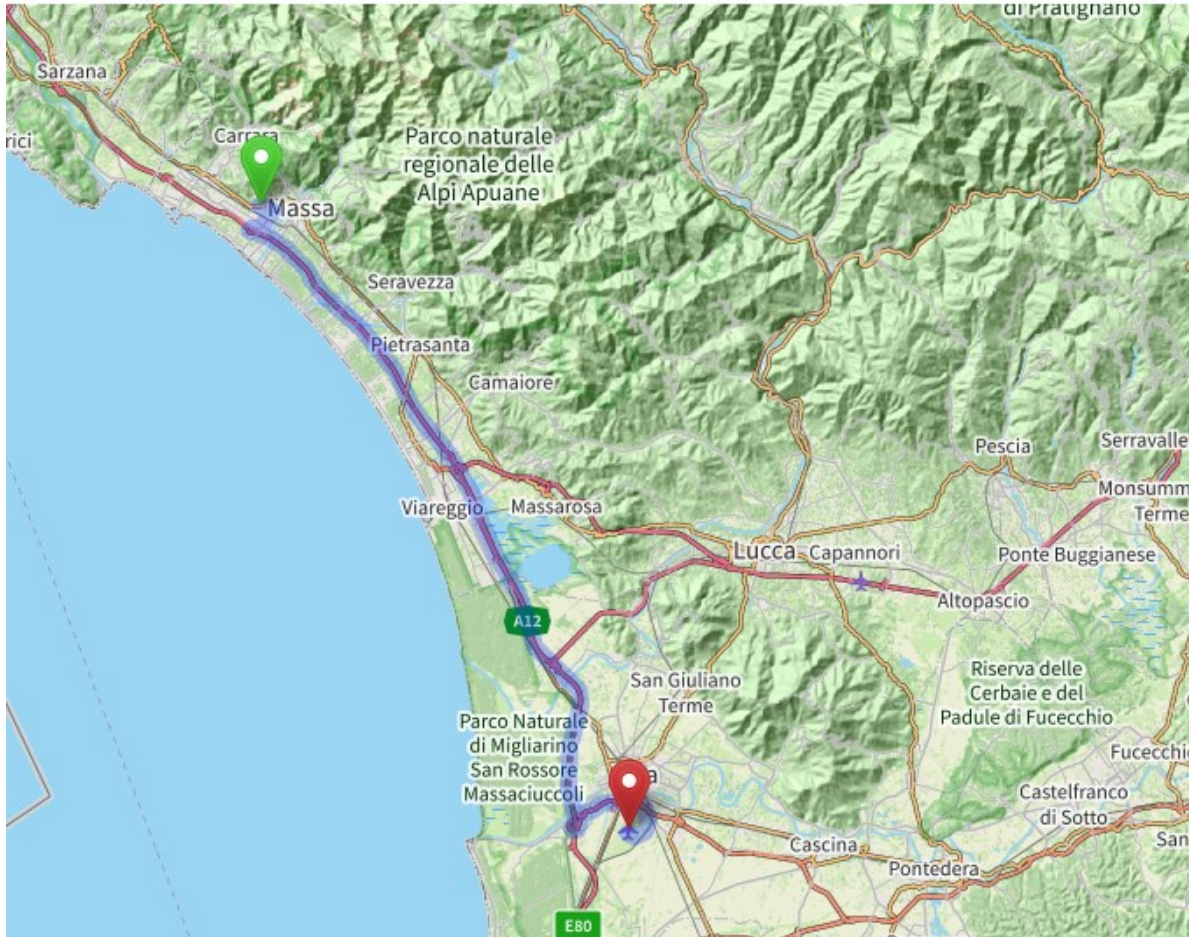 di Pratignano
Sarzana
rici
Carrara
Parco naturale
regionale delle
Alpi Apuane
Massa
Seravezza
Pietrasanta
Camaiore
Pescia
Serravalle
Viareggio
Massarosa
Monsumm
Terme
Lucca
Capannori
Ponte Buggianese
Altopascio
A12
San Giuliano
Terme
Riserva delle
Cerbaie e del
Padule di Fucecchio
Parco Naturale
di Migliarino
San Rossore
Massaciuccoli
a
Fucecchi
Castelfranco
di Sotto
Cascina
San
Pontedera
E80